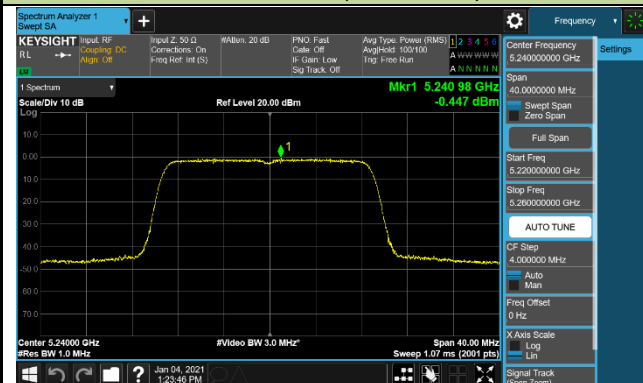 Spectrum Analyzer 1
Swept SA
Frequency
KEYSIGHT
Input: RF
Coupling: DC
Align: Off
Input Z: 50 Ω
Corrections: On
Freq Ref: Int (S)
#Atten: 20 dB
PNO: Fast
Gate: Off
IF Gain: Low
Sig Track: Off
Avg Type: Power (RMS)
Avg|Hold: 100/100
Trig: Free Run
1 2 3 4 5 6
A W W W W W
A N N N N N
RL
1 Spectrum
Scale/Div 10 dB
Log
Ref Level 20.00 dBm
Mkr1 5.240 98 GHz
-0.447 dBm
10.0
0.00
-10.0
-20.0
-30.0
-40.0
-50.0
-60.0
-70.0
1
Center 5.24000 GHz
#Res BW 1.0 MHz
#Video BW 3.0 MHz*
Span 40.00 MHz
Sweep 1.07 ms (2001 pts)
Jan 04, 2021
1:23:46 PM
Center Frequency
5.240000000 GHz
Settings
Span
40.0000000 MHz
Swept Span
Zero Span
Full Span
Start Freq
5.220000000 GHz
Stop Freq
5.260000000 GHz
AUTO TUNE
CF Step
4.000000 MHz
Auto
Man
Freq Offset
0 Hz
X Axis Scale
Log
Lin
Signal Track
(Span Zoom)